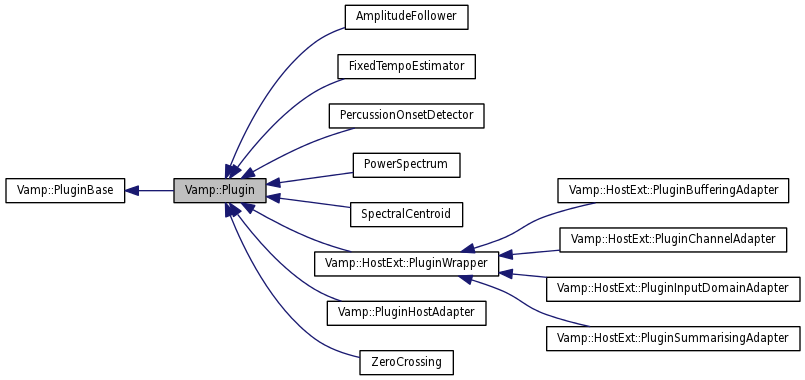 AmplitudeFollower
FixedTempoEstimator
PercussionOnsetDetector
PowerSpectrum
Vamp::HostExt::PluginBufferingAdapter
Vamp::PluginBase
Vamp::Plugin
SpectralCentroid
Vamp::HostExt::PluginChannelAdapter
Vamp::HostExt::PluginWrapper
Vamp::HostExt::PluginInputDomainAdapter
Vamp::PluginHostAdapter
Vamp::HostExt::PluginSummarisingAdapter
ZeroCrossing